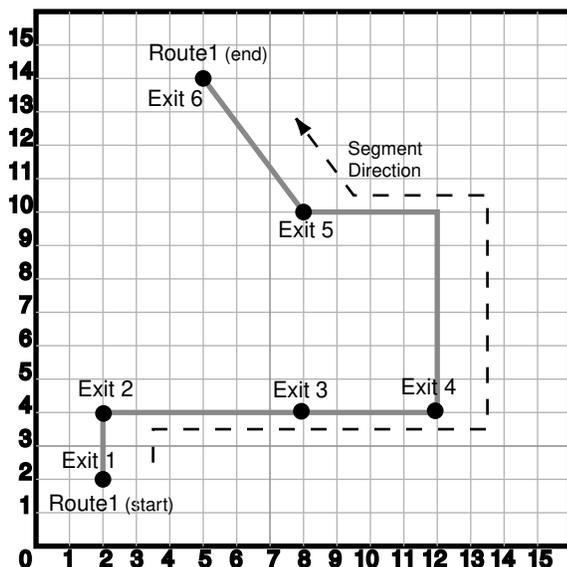 15
Route1 (end)
14
Exit 6
13
12
Segment
Direction
11
10
Exit 5
9
8
7
6
5
Exit 2 Exit 3 Exit 4
4
3
Exit 1
2
Route1 (start)
1
0 1 2 3 4 5 6 7 8 9 10 11 12 13 14 15